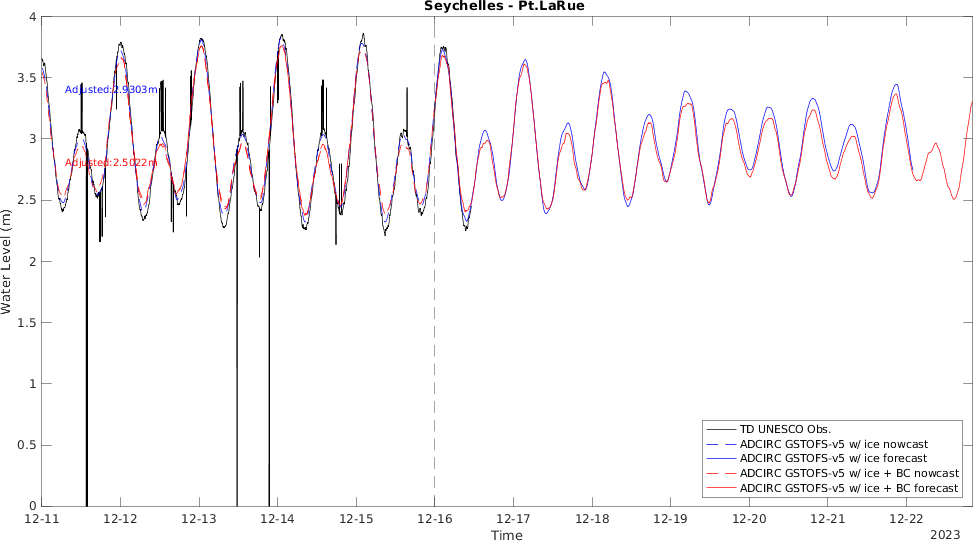 Seychelles - Pt.LaRue
4
3.5
3
2.5
2
1.5
1
0.5
0
Water Level (m)
Adjusted:2.9303m
Adjusted:2.5022m
TD UNESCO Obs.
ADCIRC GSTOFS-v5 w/ ice nowcast
ADCIRC GSTOFS-v5 w/ ice forecast
ADCIRC GSTOFS-v5 w/ ice + BC nowcast
ADCIRC GSTOFS-v5 w/ ice + BC forecast
12-11 12-12 12-13 12-14 12-15 12-16 12-17 12-18 12-19 12-20 12-21 12-22
Time
2023